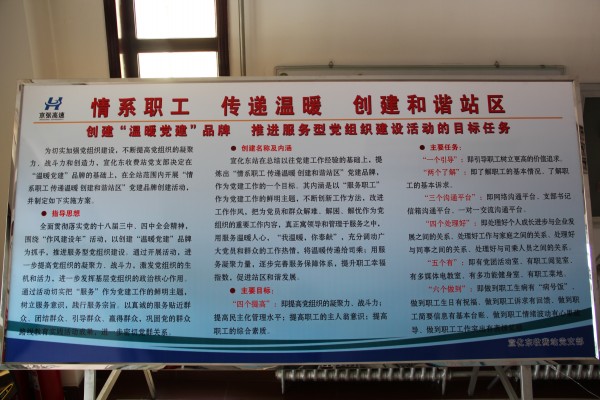 京张高速
情系职工 传递温暖 创建和谐站区
创建“温暖党建”品牌 推进服务型党组织建设活动的目标任务
为切实加强党组织建设，不断提高党组织的凝聚
力、战斗力和创造力，宣化东收费站党支部决定在
“温暖党建”品牌的基础上，在全站范围内开展“情
系职工 传递温暖 创建和谐站区”党建品牌创建活动，
并制定如下实施方案。
● 指导思想
全面贯彻落实党的十八届三中、四中全会精神，
围绕“作风建设年”活动，以创建“温暖党建”品牌
为抓手，推进服务型党组织建设，通过开展活动，进
一步提高党组织的凝聚力、战斗力，激发党组织的生
机和活力，进一步发挥基层党组织的政治核心作用。
通过活动切实把“服务”作为党建工作的鲜明主题，
树立服务意识，践行服务宗旨，以真诚的服务贴近群
众、团结群众、引导群众、赢得群众，巩固党的群众
路线教育实践活动成果，进一步密切党群关系。
● 创建名称及内涵
宣化东站在总结以往党建工作经验的基础上，提
炼出“情系职工 传递温暖 创建和谐站区”党建品牌，
作为党建工作的一个目标，其内涵是以“服务职工”
作为党建工作的鲜明主题，不断创新工作方法，改进
工作作风，把为党员和群众解难、解困、解忧作为党
组织的重要工作内容，真正寓领导和管理于服务之中，
用服务温暖人心，“我温暖，你奉献”，充分调动广
大党员和群众的工作热情，将温暖传递给司乘；用服
务凝聚力量，逐步完善服务保障体系，提升职工幸福
指数，促进站区和谐发展。
● 主要目标：
“四个提高”：即提高党组织的凝聚力、战斗力；
提高民主化管理水平；提高职工的主人翁意识；提高
职工的综合素质。
● 主要任务：
“一个引导”：即引导职工树立更高的价值追求。
“两个了解”：即了解职工的基本情况、了解职
工的基本诉求。
“三个沟通平台”：即网络沟通平台、支部书记
信箱沟通平台、一对一交流沟通平台。
“四个处理好”：即处理好个人成长进步与企业发
展之间的关系、处理好工作与家庭之间的关系、处理好
与同事之间的关系、处理好与司乘人员之间的关系。
“五个有”：即有党团活动室、有职工阅览室、
有多媒体电教室、有多功能健身室、有职工菜地。
“六个做到”：即做到职工生病有“病号饭”、
做到职工生日有祝福、做到职工诉求有回馈、做到职
工简要信息有基本台帐、做到职工情绪波动有心理疏
导、做到职工工作
宣化东收费站党支部